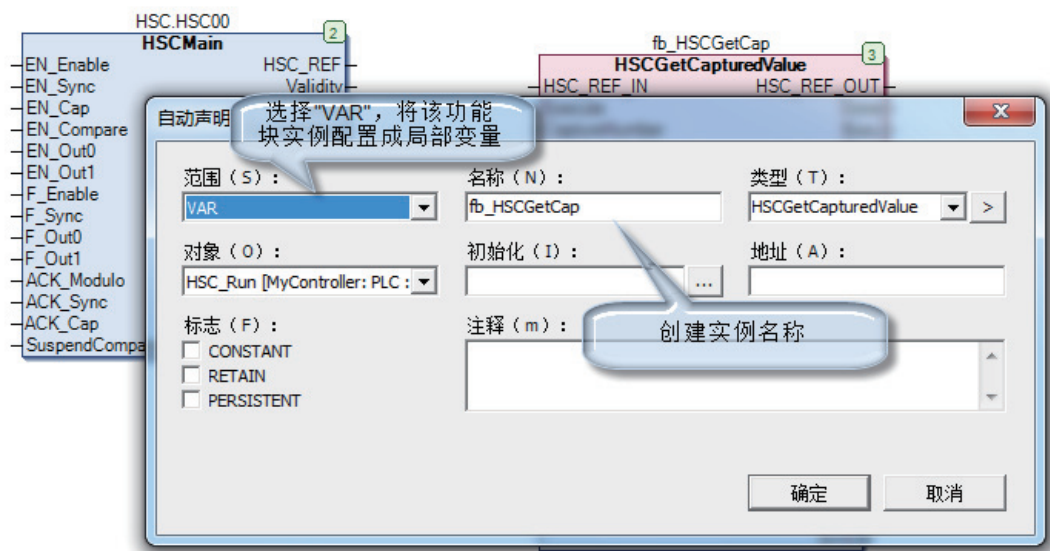 HSC.HSC00
2
HSCMain
EN_Enable
HSC_REF
EN_Sync
Validity
EN_Cap
EN_Compare
EN_Out0
EN_Out1
F_Enable
F_Sync
F_Out0
F_Out1
ACK_Modulo
ACK_Sync
ACK_Cap
SuspendCompa
fb_HSCGetCap
3
HSCGetCapturedValue
HSC_REF_IN
HSC_REF_OUT
自动声明
选择"VAR"，将该功能
块实例配置成局部变量
范围（S）：
名称（N）：
类型（T）：
VAR
fb_HSCGetCap
HSCGetCapturedValue
>
对象（O）：
初始化（I）：
地址（A）：
HSC_Run [MyController: PLC :
...
标志（F）：
注释（m）：
创建实例名称
CONSTANT
RETAIN
PERSISTENT
确定
取消